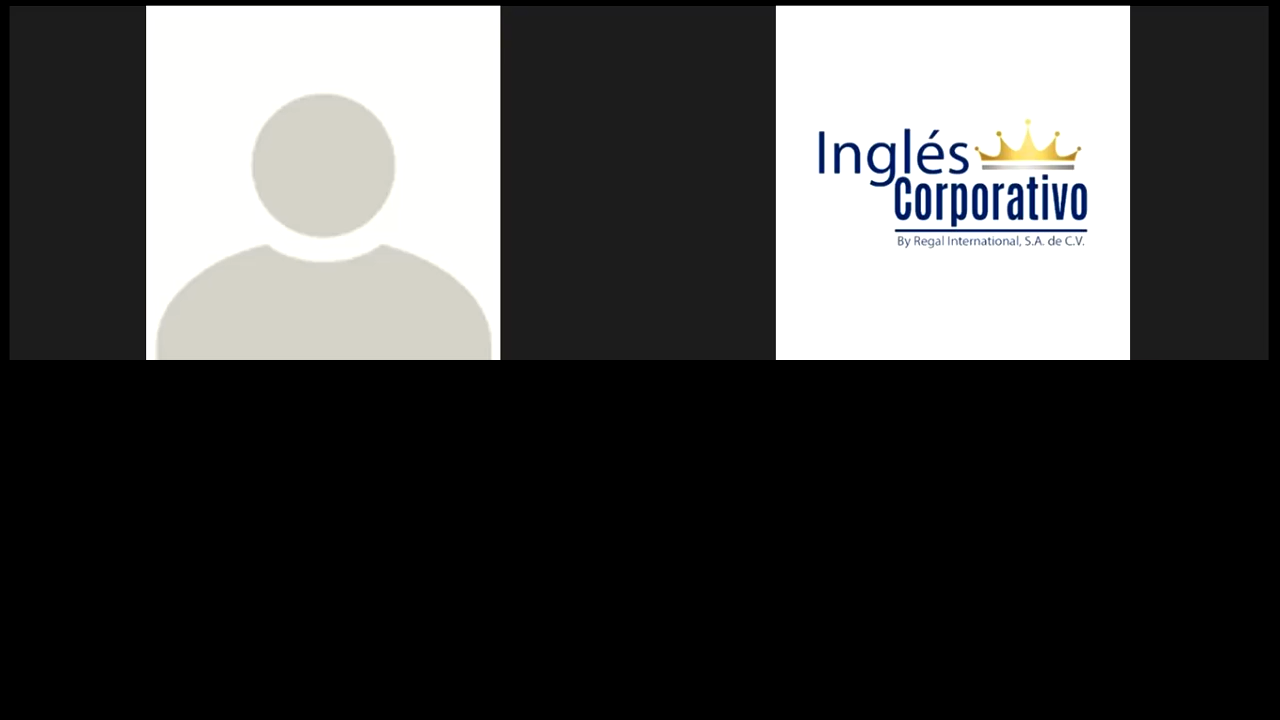 Inglés
Corporativo
By Regal International, S.A. de C.V.